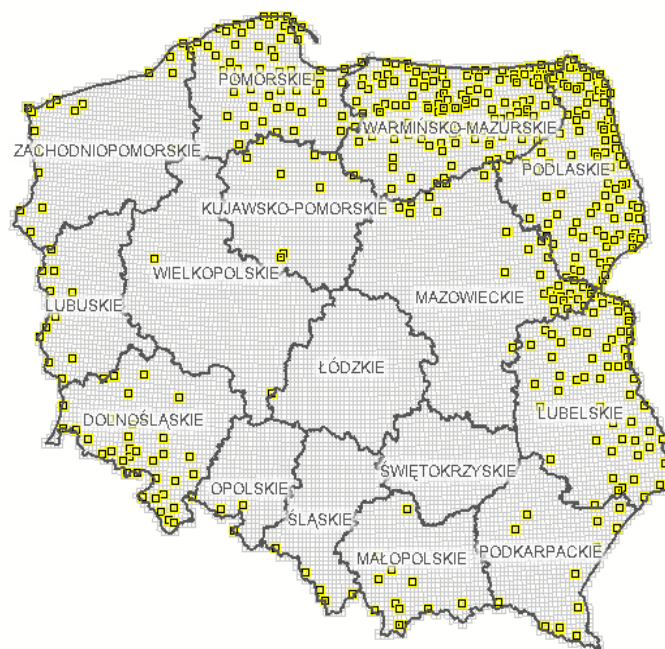 POMORSKIE
WARMIŃSKO-MAZURSKIE
ZACHODNIOPOMORSKIE
PODLASKIE
KUJAWSKO-POMORSKIE
WIELKOPOLSKIE
MAZOWIECKIE
LUBUSKIE
ŁÓDZKIE
DOLNOŚLĄSKIE
LUBELSKIE
ŚWIĘTOKRZYSKIE
OPOLSKIE
ŚLĄSKIE
MAŁOPOLSKIE
PODKARPACKIE